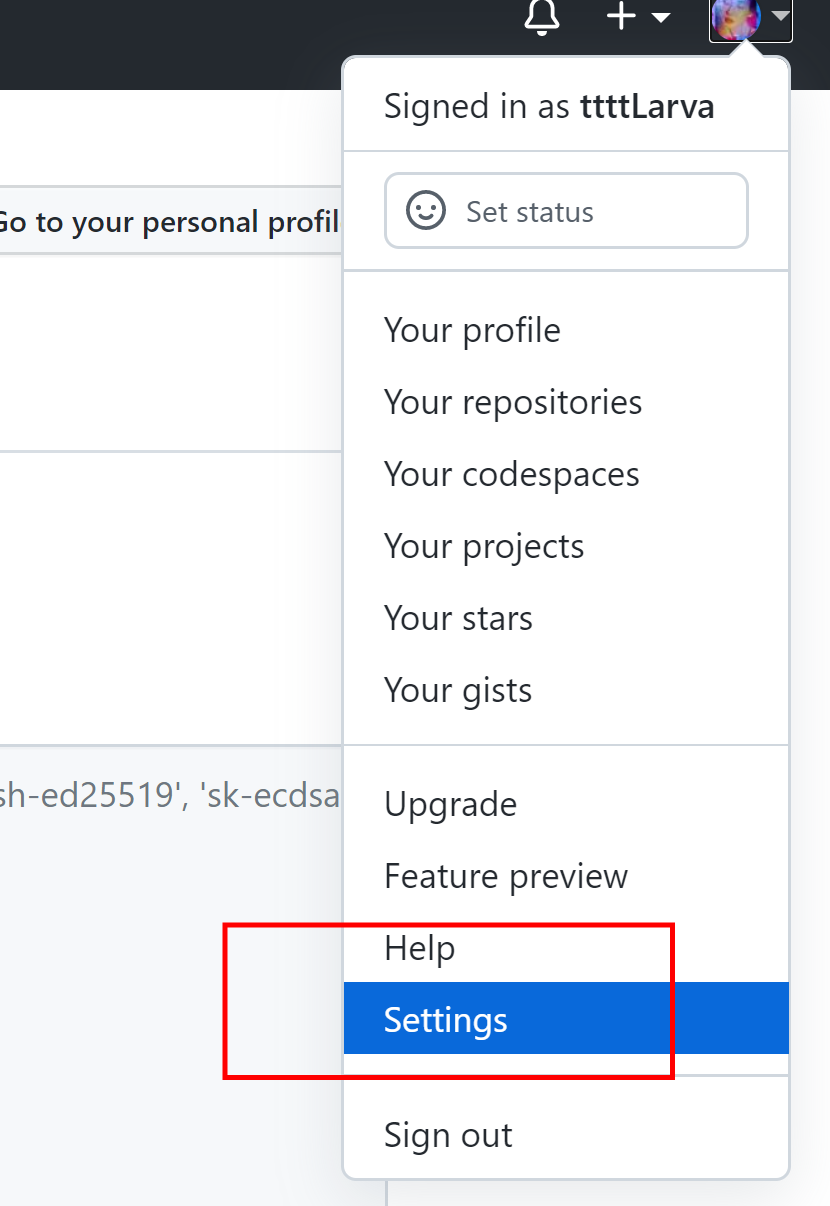 Signed in as ttttLarva
Go to your personal profil
Set status
Your profile
Your repositories
Your codespaces
Your projects
Your stars
Your gists
sh-ed25519', 'sk-ecdsa
Upgrade
Feature preview
Help
Settings
Sign out